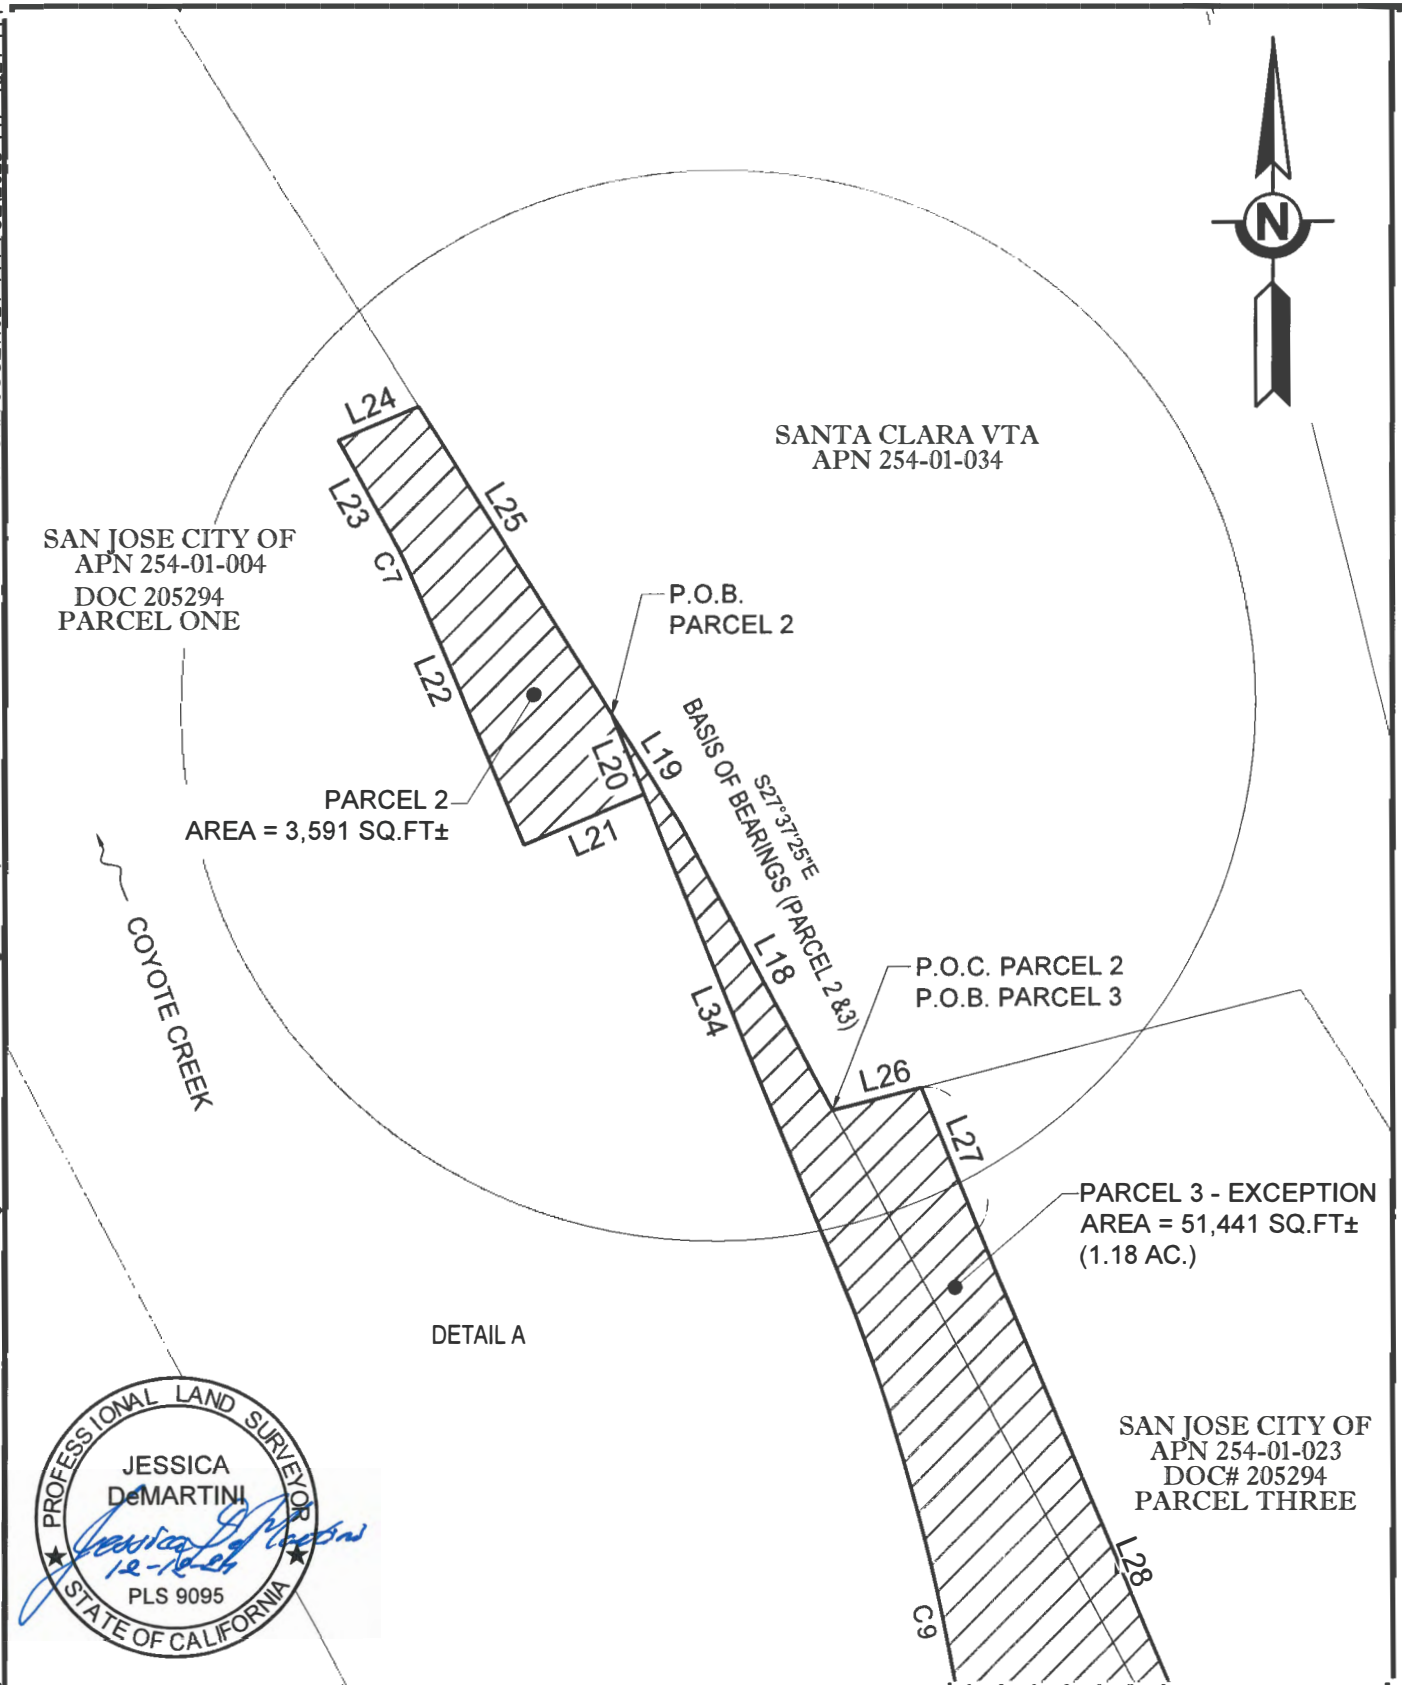 N
L24
SANTA CLARA VTA
APN 254-01-034
L23
L25
SAN JOSE CITY OF
APN 254-01-004
DOC 205294
PARCEL ONE
C7
P.O.B.
PARCEL 2
L22
L19
L20
BASIS OF BEARINGS (PARCEL 2 &3)
S27°37'25"E
PARCEL 2
AREA = 3,591 SQ.FT±
L21
COYOTE CREEK
L18
L34
P.O.C. PARCEL 2
P.O.B. PARCEL 3
L26
L27
PARCEL 3 - EXCEPTION
AREA = 51,441 SQ.FT±
(1.18 AC.)
DETAIL A
SAN JOSE CITY OF
APN 254-01-023
DOC# 205294
PARCEL THREE
L28
C9
PROFESSIONAL LAND SURVEYOR
JESSICA
DeMARTINI
PLS 9095
STATE OF CALIFORNIA